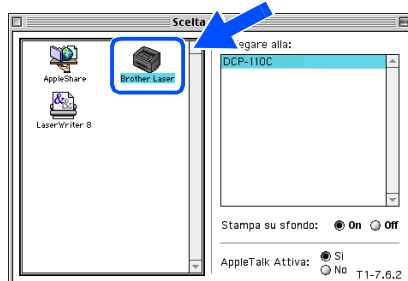 Scelta
egare alla:
AppleShare
Brother Laser
LaserWriter 8
DCP-110C
Stampa su sfondo: On Off
AppleTalk Attiva: Si
No
T1-7.6.2